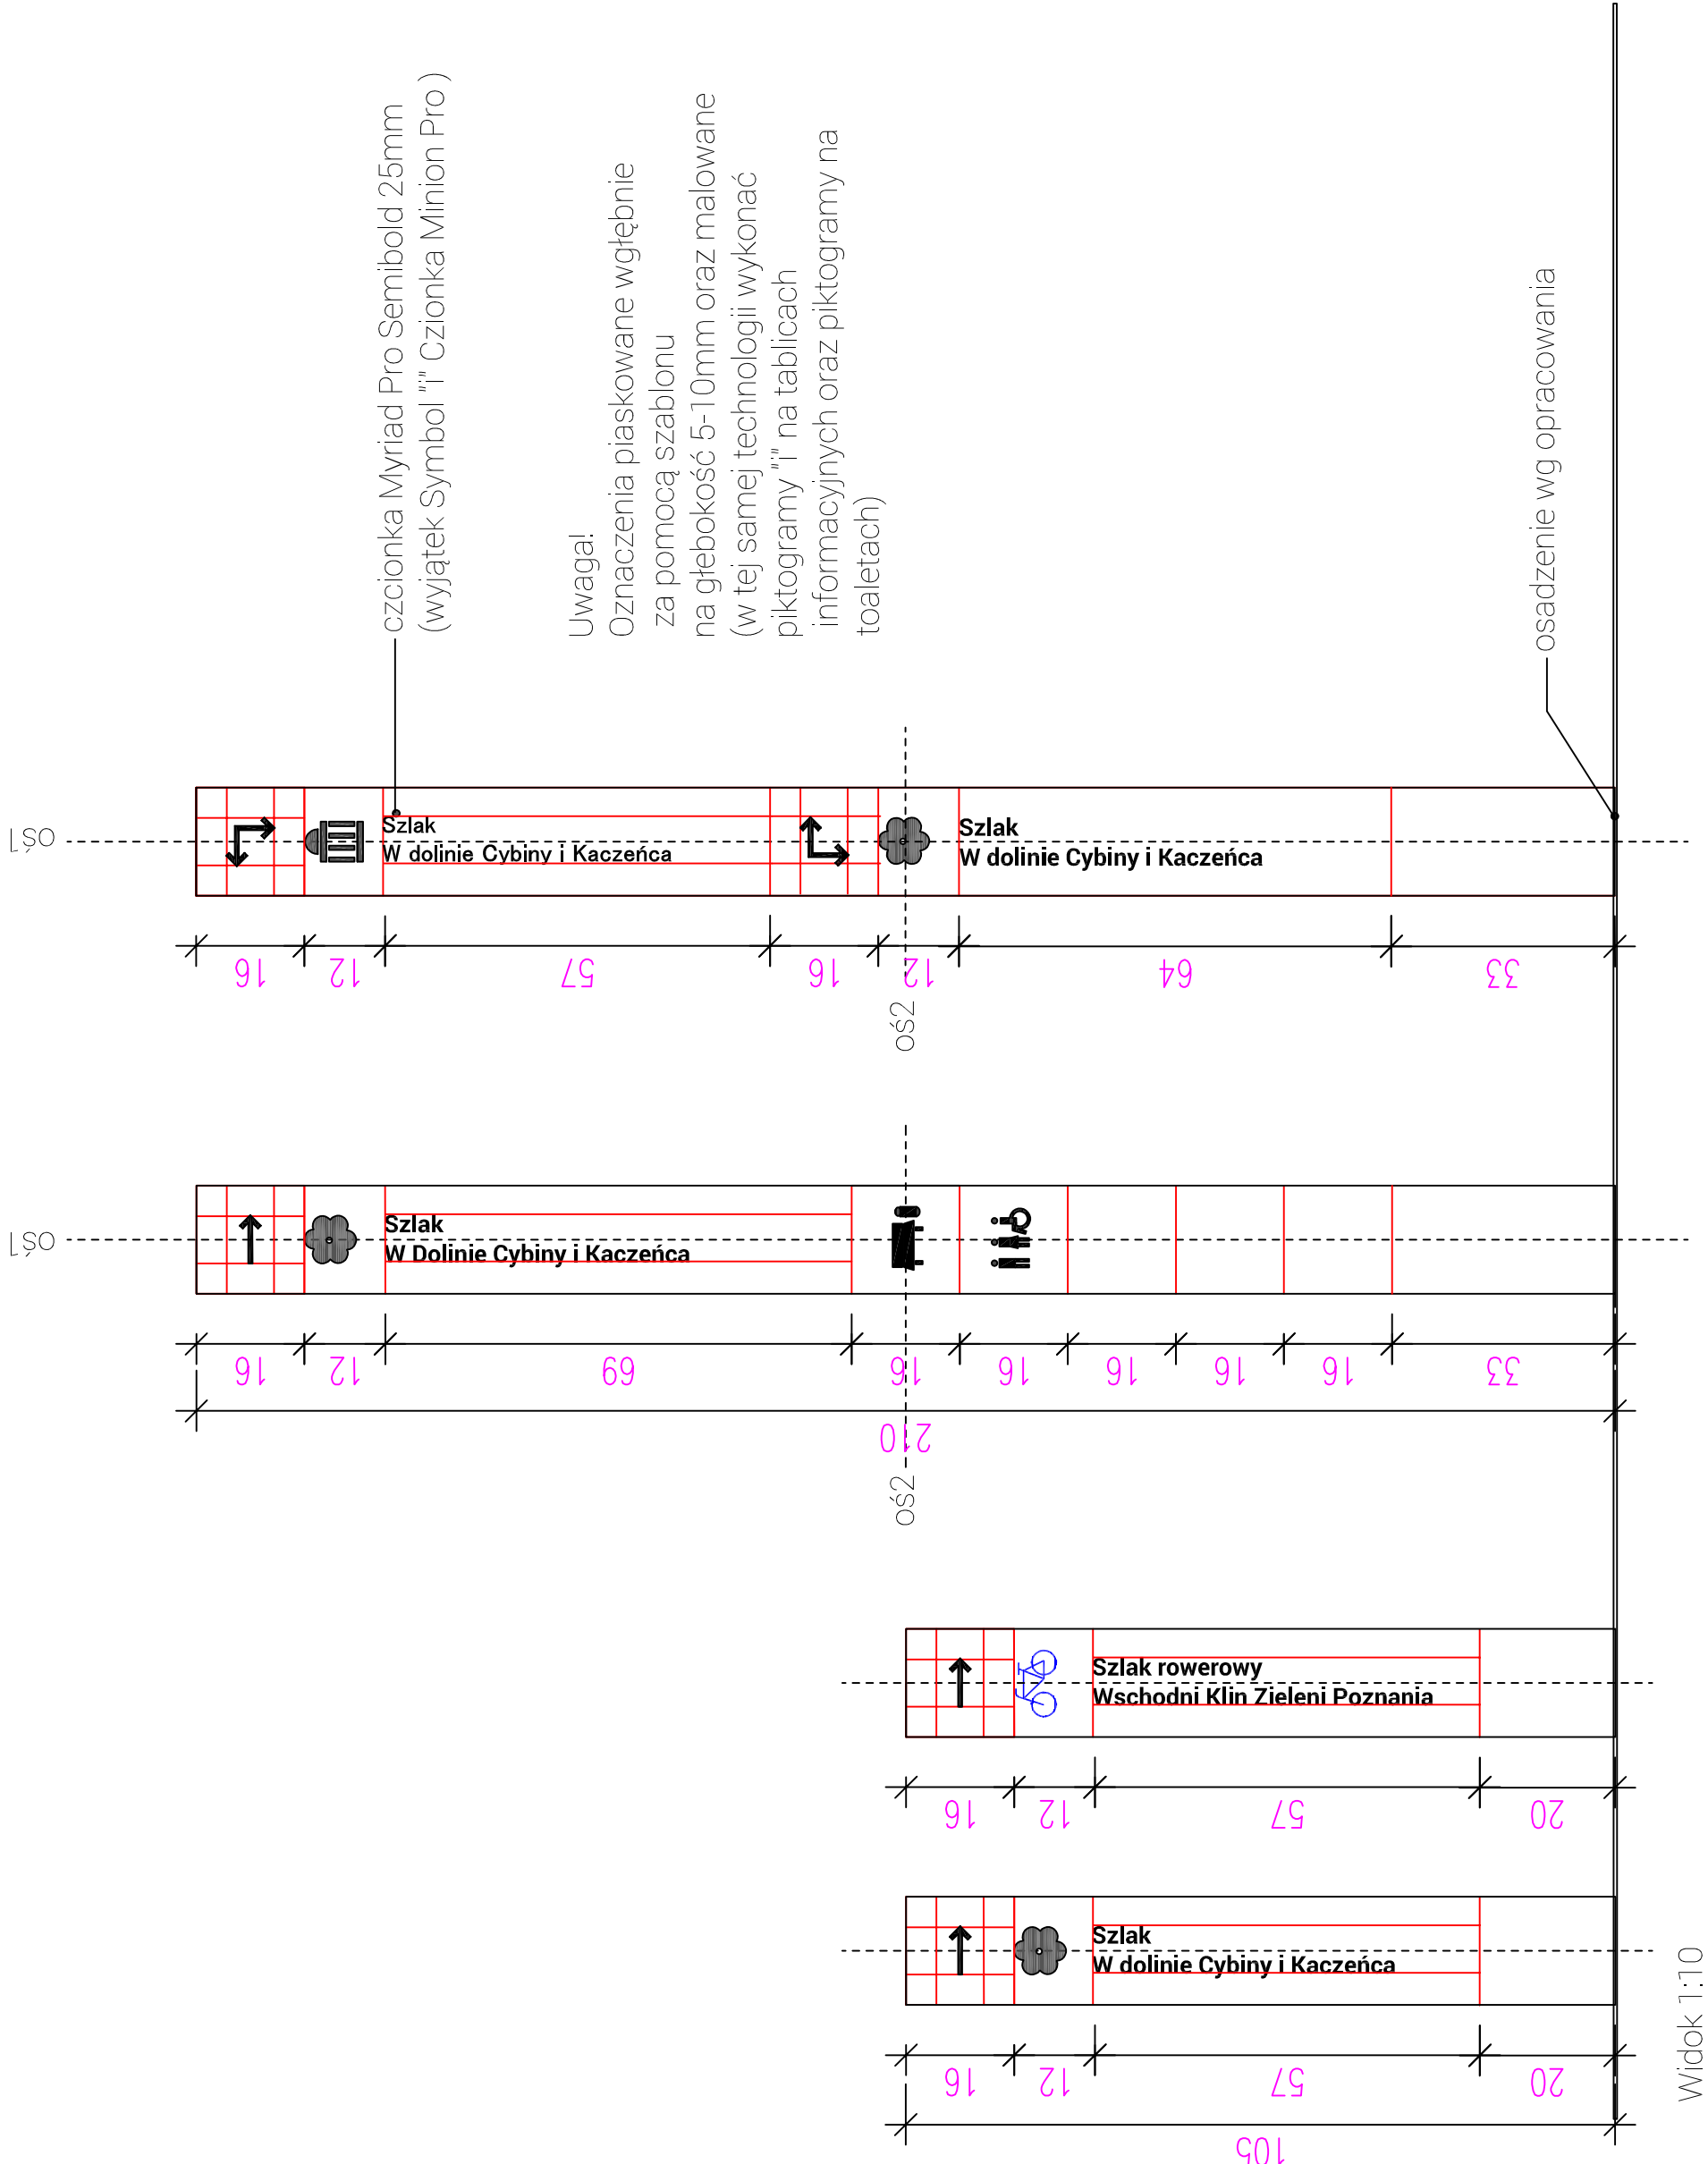 oś1
czcionka Myriad Pro Semibold 25mm
(wyjątek Symbol "i" Czionka Minion Pro )
Uwaga!
Oznaczenia piaskowane wgłębnie
za pomocą szablonu
na głebokość 5-10mm oraz malowane
(w tej samej technologii wykonać
piktogramy "i" na tablicach
informacyjnych oraz piktogramy na
toaletach)
osadzenie wg opracowania
Szlak
W dolinie Cybiny i Kaczeńca
Szlak
W dolinie Cybiny i Kaczeńca
16
12
57
16
12
64
33
oś2
oś1
Szlak
W Dolinie Cybiny i Kaczeńca
16
12
69
16
16
16
16
16
33
210
oś2
Szlak rowerowy
Wschodni Klin Zieleni Poznania
16
12
57
20
Szlak
W dolinie Cybiny i Kaczeńca
16
12
57
20
105
Widok 1:10